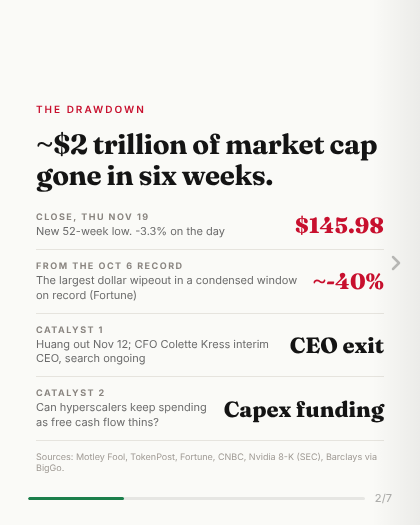 THE DRAWDOWN
~$2 trillion of market cap
gone in six weeks.
CLOSE, THU NOV 19
New 52-week low. -3.3% on the day
$145.98
FROM THE OCT 6 RECORD
The largest dollar wipeout in a condensed window
on record (Fortune)
~-40%
CATALYST 1
Huang out Nov 12; CFO Colette Kress interim
CEO, search ongoing
CEO exit
CATALYST 2
Can hyperscalers keep spending
as free cash flow thins?
Capex funding
Sources: Motley Fool, TokenPost, Fortune, CNBC, Nvidia 8-K (SEC), Barclays via
BigGo.
2/7